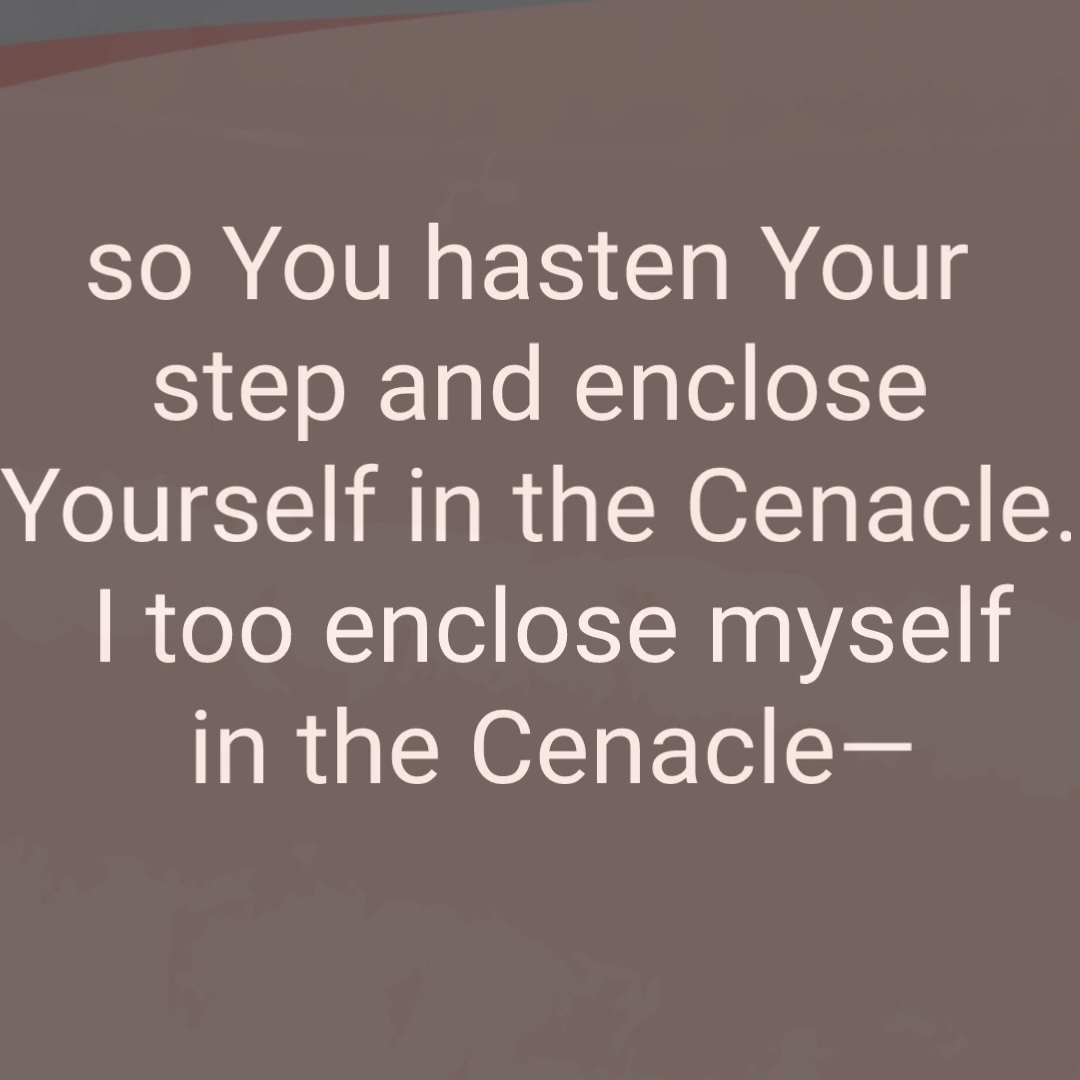 so You hasten Your
step and enclose
Yourself in the Cenacle.
I too enclose myself
in the Cenacle—